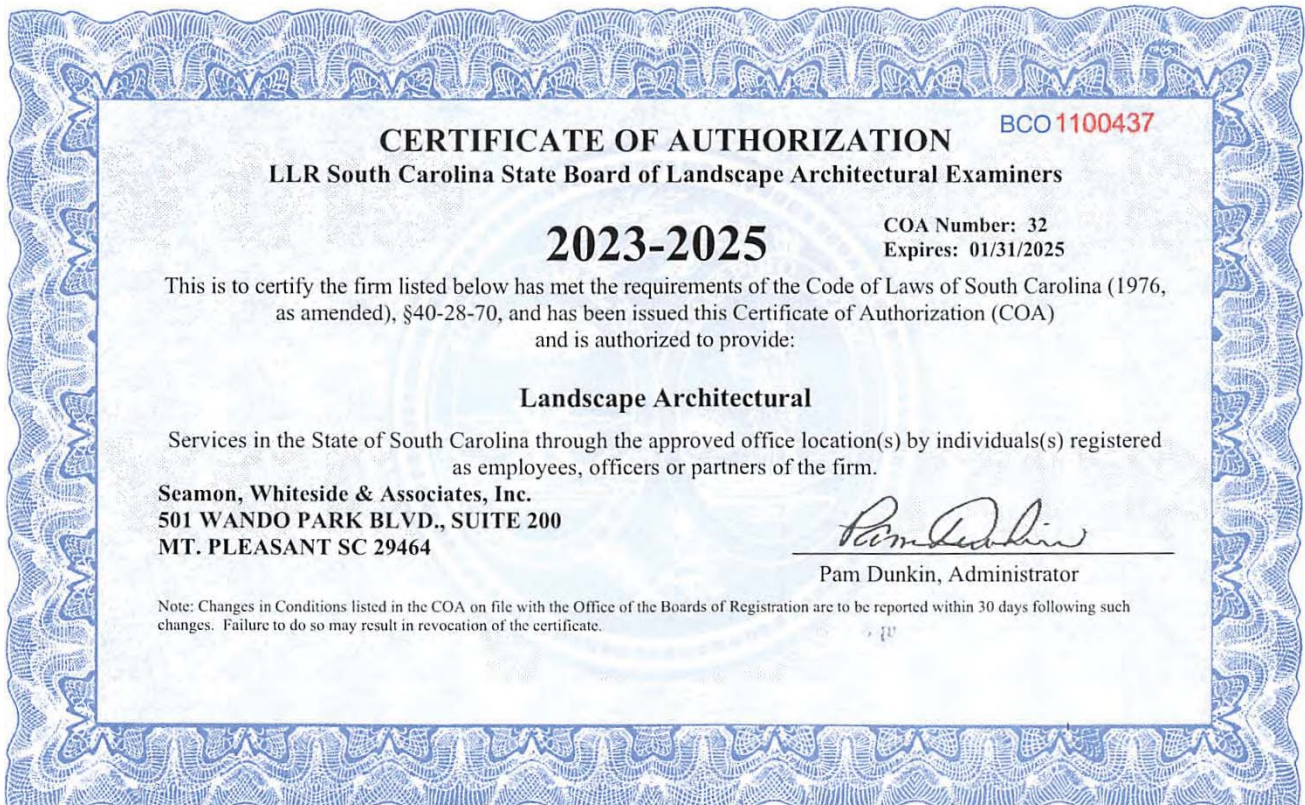 BCO1100437
CERTIFICATE OF AUTHORIZATION
LLR South Carolina State Board of Landscape Architectural Examiners
2023-2025
COA Number: 32
Expires: 01/31/2025
This is to certify the firm listed below has met the requirements of the Code of Laws of South Carolina (1976,
as amended), §40-28-70, and has been issued this Certificate of Authorization (COA)
and is authorized to provide:
Landscape Architectural
Services in the State of South Carolina through the approved office location(s) by individuals(s) registered
as employees, officers or partners of the firm.
Seamon, Whiteside & Associates, Inc.
501 WANDO PARK BLVD., SUITE 200
MT. PLEASANT SC 29464
Pam Dunkin
Pam Dunkin, Administrator
Note: Changes in Conditions listed in the COA on file with the Office of the Boards of Registration are to be reported within 30 days following such
changes. Failure to do so may result in revocation of the certificate.